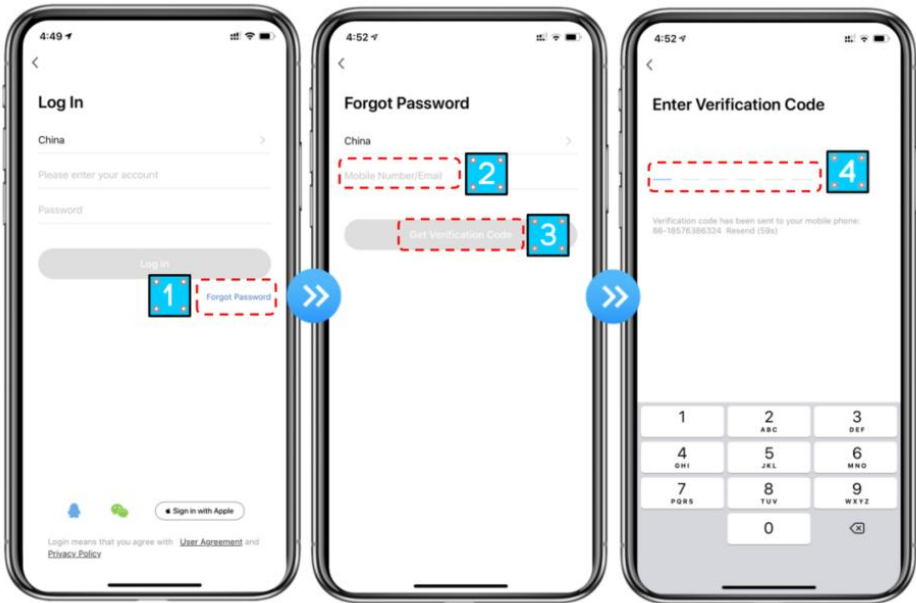 4:49
Log In
China
Please enter your account
Password
Log In
1
Forgot Password
Sign in with Apple
Login means that you agree with User Agreement and
Privacy Policy
4:52
Forgot Password
China
Mobile Number/Email
2
Get Verification Code
3
4:52
Enter Verification Code
4
Verification code has been sent to your mobile phone:
86-18576386324 Resend (59s)
1 2 3
ABC DEF
4 5 6
GHI JKL MNO
7 8 9
PQRS TUV WXYZ
0